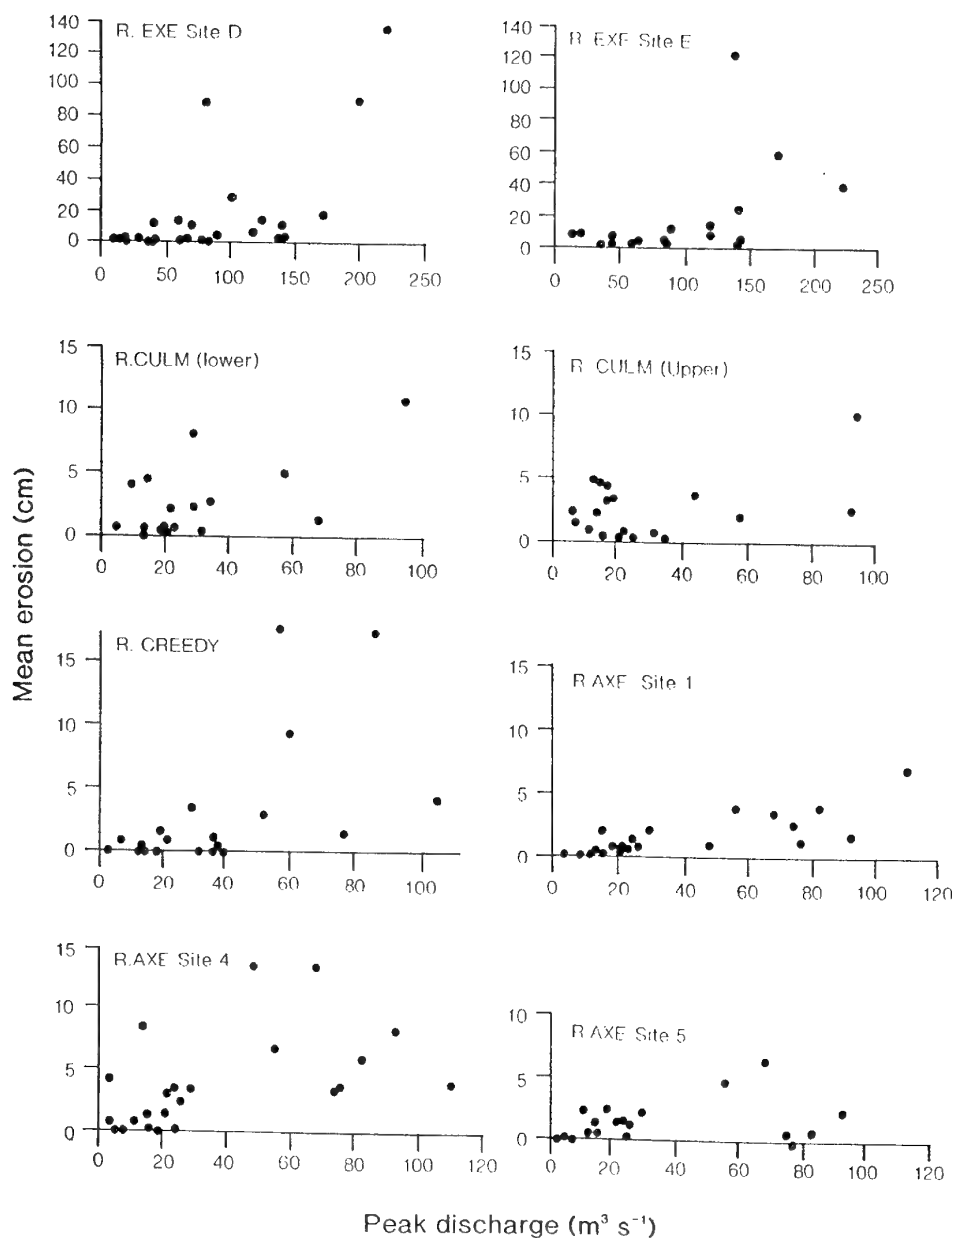 140
120
100
80
60
40
20
0
R. EXE Site D
0 50 100 150 200 250
140
120
100
80
60
40
20
0
R. EXE Site E
0 50 100 150 200 250
15
10
5
0
R.CULM (lower)
0 20 40 60 80 100
15
10
5
0
R. CULM (Upper)
0 20 40 60 80 100
Mean erosion (cm)
15
10
5
0
R. CREEDY
0 20 40 60 80 100
15
10
5
0
R AXE Site 1
0 20 40 60 80 100 120
15
10
5
0
R.AXE Site 4
0 20 40 60 80 100 120
10
5
0
R AXE Site 5
0 20 40 60 80 100 120
Peak discharge (m³ s⁻¹)